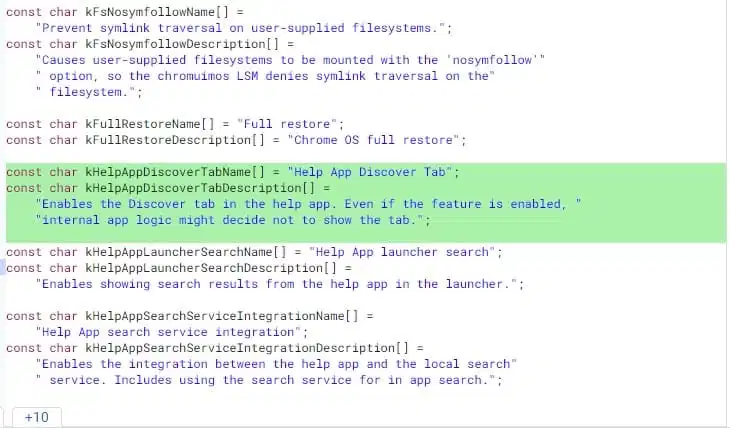 const char kFsNosymfollowName[] =
"Prevent symlink traversal on user-supplied filesystems.";
const char kFsNosymfollowDescription[] =
"Causes user-supplied filesystems to be mounted with the 'nosymfollow'"
" option, so the chromuimos LSM denies symlink traversal on the"
" filesystem.";
const char kFullRestoreName[] = "Full restore";
const char kFullRestoreDescription[] = "Chrome OS full restore";
const char kHelpAppDiscoverTabName[] = "Help App Discover Tab";
const char kHelpAppDiscoverTabDescription[] =
"Enables the Discover tab in the help app. Even if the feature is enabled, "
"internal app logic might decide not to show the tab.";
const char kHelpAppLauncherSearchName[] = "Help App launcher search";
const char kHelpAppLauncherSearchDescription[] =
"Enables showing search results from the help app in the launcher.";
const char kHelpAppSearchServiceIntegrationName[] =
"Help App search service integration";
const char kHelpAppSearchServiceIntegrationDescription[] =
"Enables the integration between the help app and the local search"
" service. Includes using the search service for in app search.";
+10